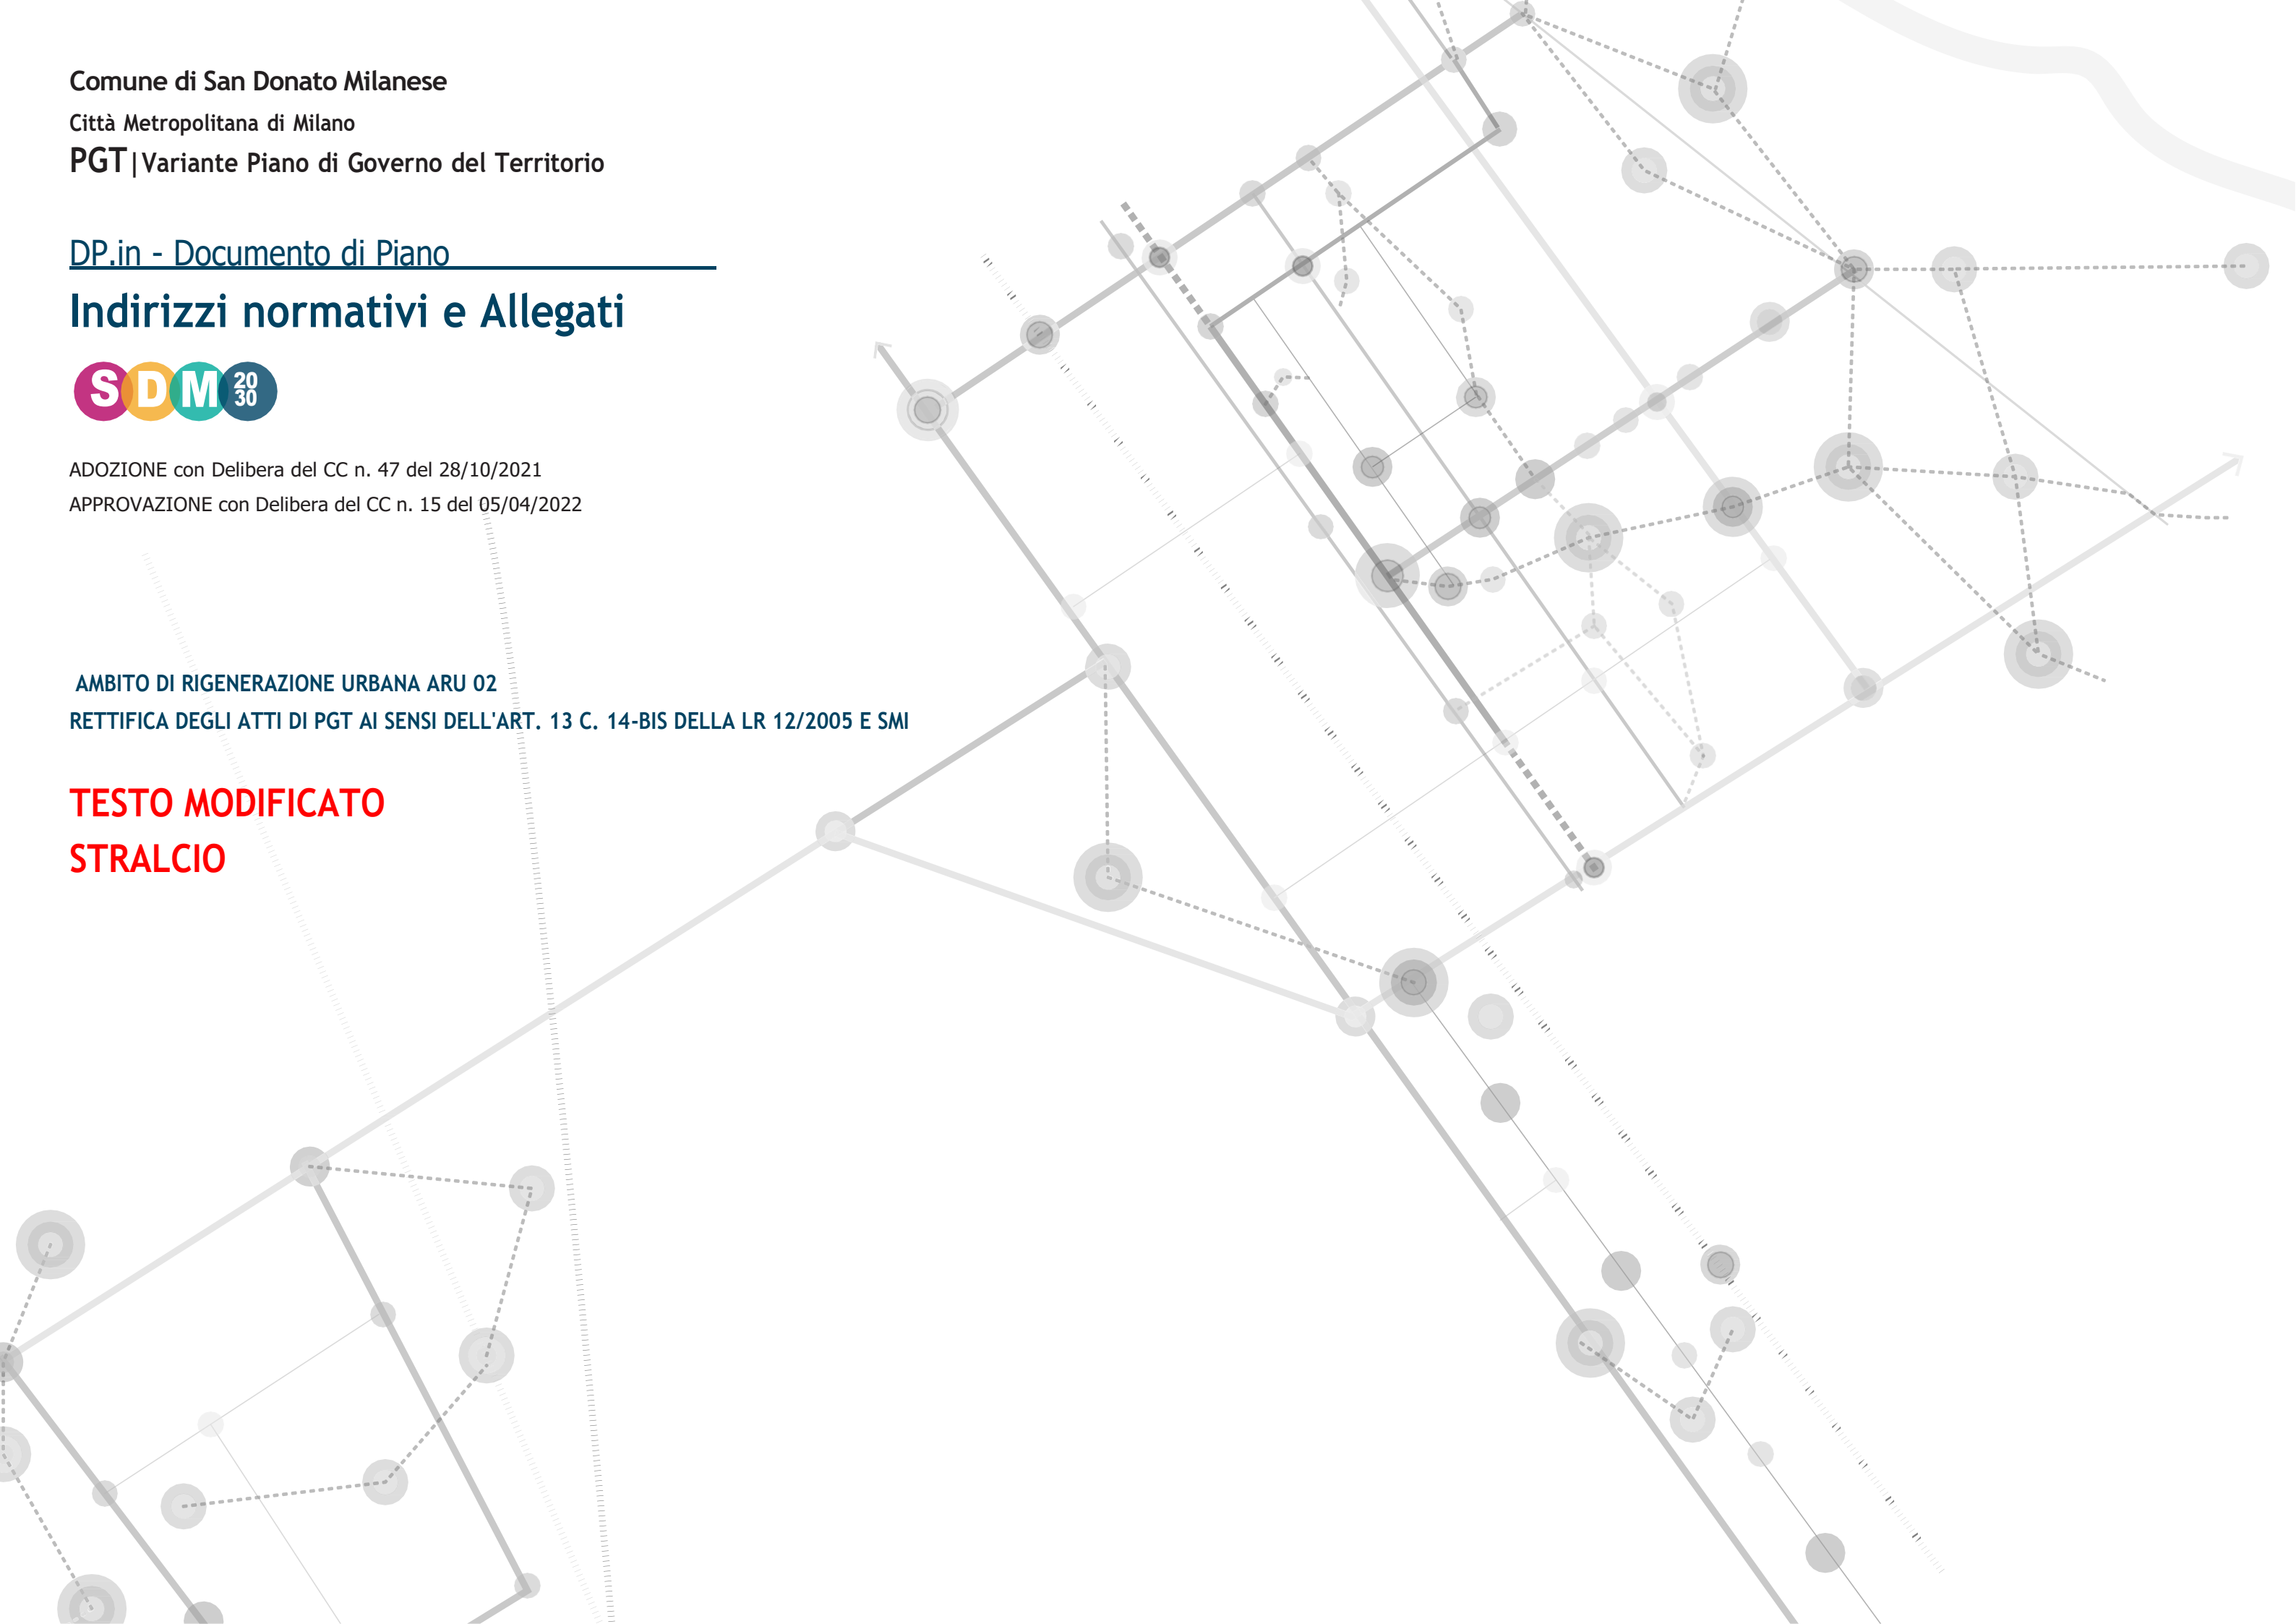 Comune di San Donato Milanese
Città Metropolitana di Milano
PGT|Variante Piano di Governo del Territorio
DP.in - Documento di Piano
Indirizzi normativi e Allegati
SDM 20 30
ADOZIONE con Delibera del CC n. 47 del 28/10/2021
APPROVAZIONE con Delibera del CC n. 15 del 05/04/2022
AMBITO DI RIGENERAZIONE URBANA ARU 02
RETTIFICA DEGLI ATTI DI PGT AI SENSI DELL'ART. 13 C. 14-BIS DELLA LR 12/2005 E SMI
TESTO MODIFICATO
STRALCIO